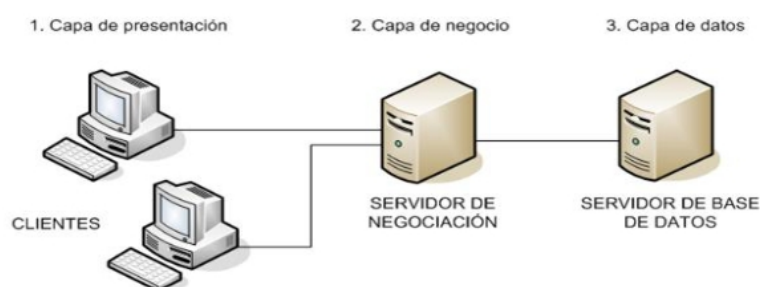 1. Capa de presentación
2. Capa de negocio
3. Capa de datos
CLIENTES
SERVIDOR DE
NEGOCIACIÓN
SERVIDOR DE BASE
DE DATOS